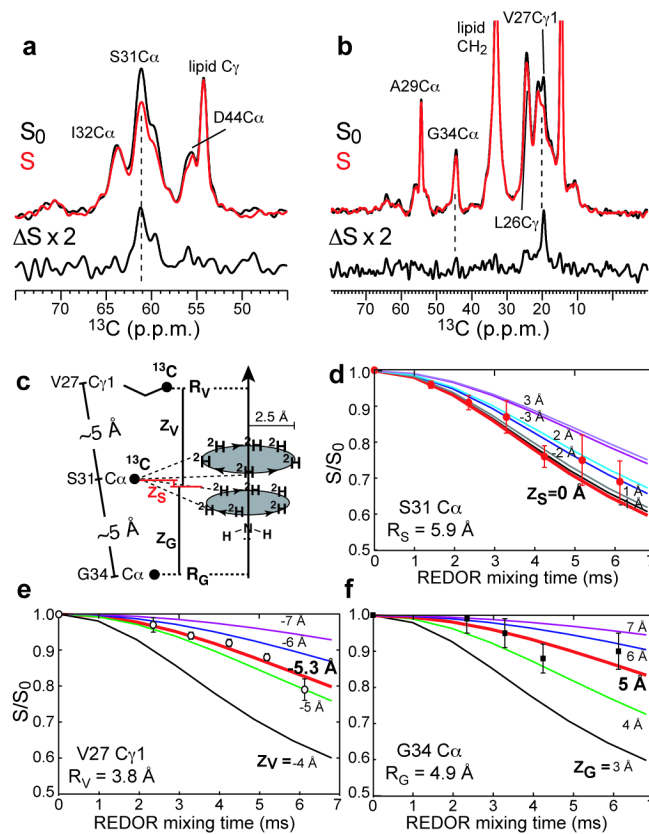 a
S31Cα
lipid Cγ
I32Cα
D44Cα
S0
S
ΔS x 2
75 70 65 60 55 50
13C (p.p.m.)
b
lipid
CH2
V27Cγ1
A29Cα
G34Cα
S0
S
L26Cγ
ΔS x 2
80 60 40 30 20 10
13C (p.p.m.)
c
V27 Cγ1
13C
RV
~5 Å
ZV
2.5 Å
2H 2H 2H
2H 2H
13C
S31 Cα
ZS
2H 2H 2H
2H 2H
~5 Å
ZG
H N H
G34 Cα
RG
d
1.0
0.9
0.8
0.7
0.6
0.5
S/S0
3 Å
-3 Å
2 Å
-2 Å
ZS=0 Å
1 Å
-1 Å
S31 Cα
RS = 5.9 Å
0 1 2 3 4 5 6 7
REDOR mixing time (ms)
e
1.0
0.9
0.8
0.7
0.6
0.5
S/S0
-7 Å
-6 Å
-5.3 Å
-5 Å
ZV = -4 Å
V27 Cγ1
RV = 3.8 Å
0 1 2 3 4 5 6 7
REDOR mixing time (ms)
f
1.0
0.9
0.8
0.7
0.6
0.5
7 Å
6 Å
5 Å
4 Å
ZG = 3 Å
G34 Cα
RG = 4.9 Å
0 1 2 3 4 5 6 7
REDOR mixing time (ms)